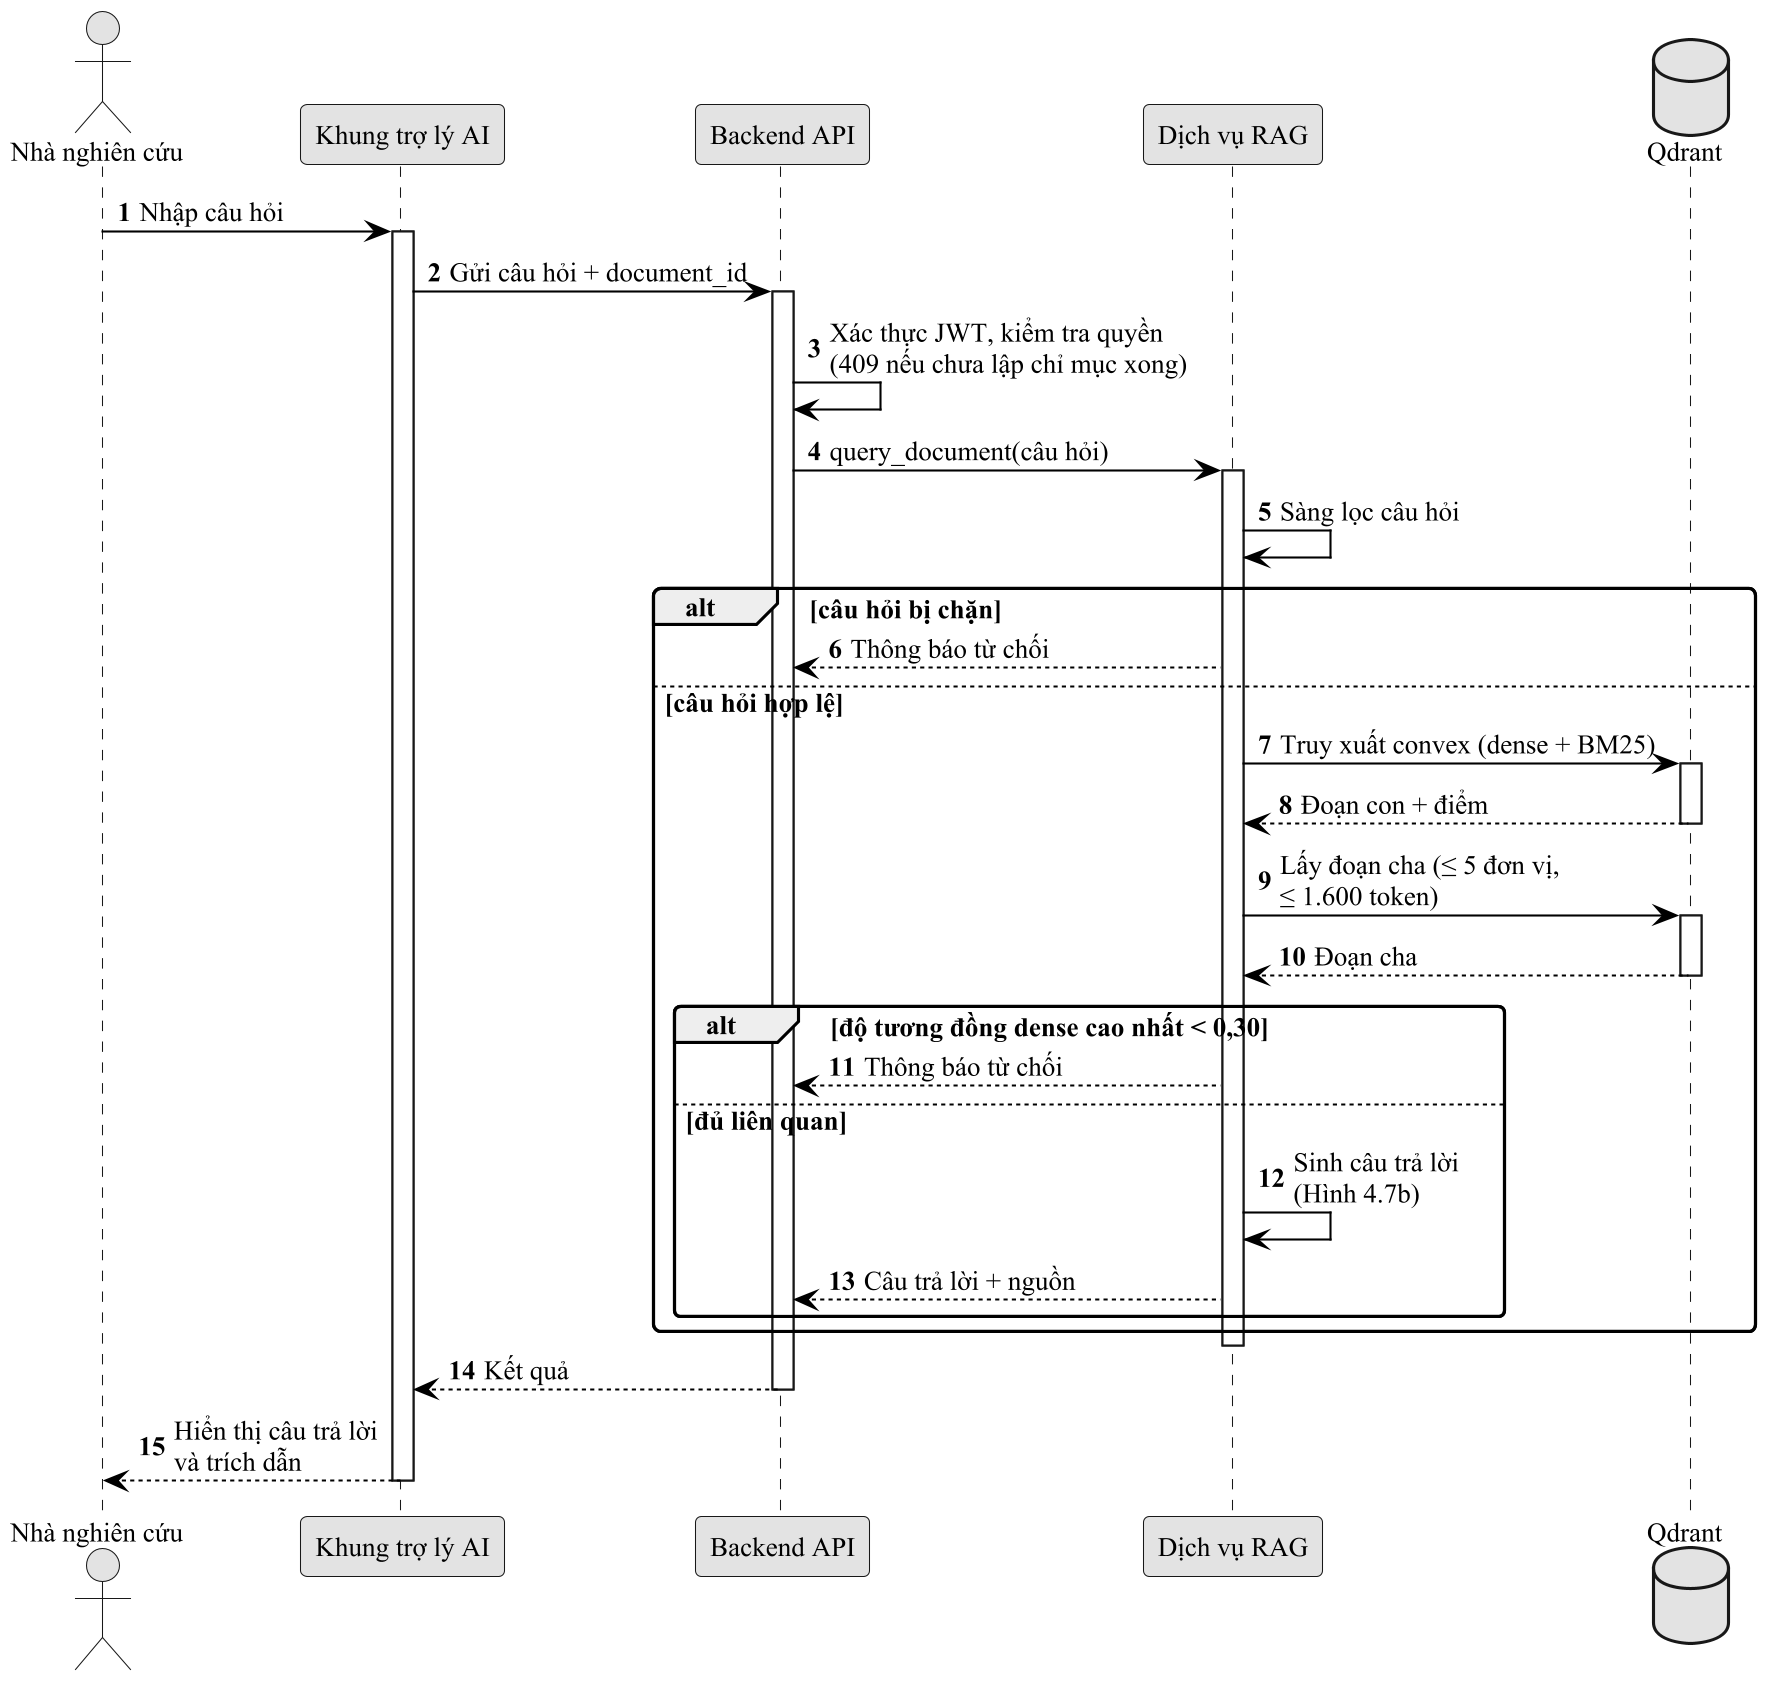 Nhà nghiên cứu
Khung trợ lý AI
Backend API
Dịch vụ RAG
Qdrant
1 Nhập câu hỏi
2 Gửi câu hỏi + document_id
3 Xác thực JWT, kiểm tra quyền
(409 nếu chưa lập chỉ mục xong)
4 query_document(câu hỏi)
5 Sàng lọc câu hỏi
alt [câu hỏi bị chặn]
6 Thông báo từ chối
[câu hỏi hợp lệ]
7 Truy xuất convex (dense + BM25)
8 Đoạn con + điểm
9 Lấy đoạn cha (≤ 5 đơn vị,
≤ 1.600 token)
10 Đoạn cha
alt [độ tương đồng dense cao nhất < 0,30]
11 Thông báo từ chối
[đủ liên quan]
12 Sinh câu trả lời
(Hình 4.7b)
13 Câu trả lời + nguồn
14 Kết quả
15 Hiển thị câu trả lời
và trích dẫn
Nhà nghiên cứu
Khung trợ lý AI
Backend API
Dịch vụ RAG
Qdrant